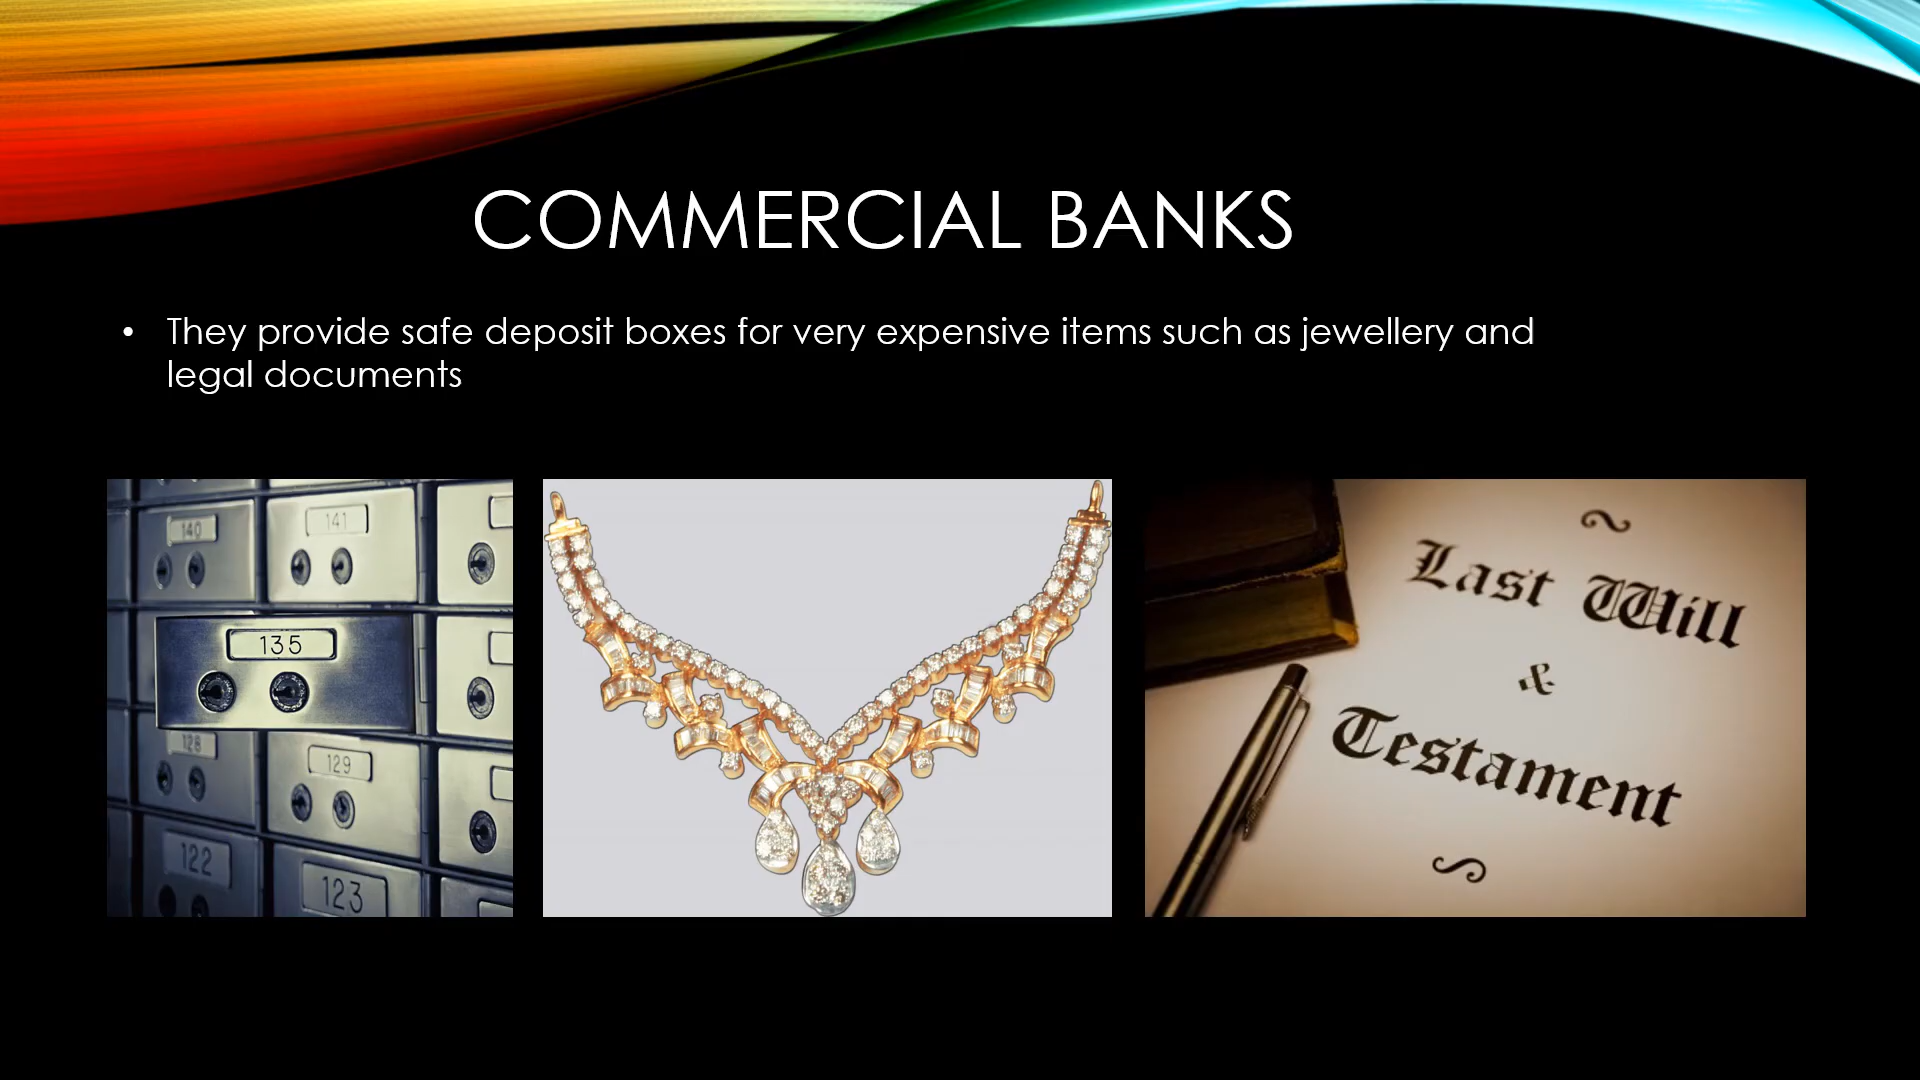 COMMERCIAL BANKS
• They provide safe deposit boxes for very expensive items such as jewellery and
legal documents
140
141
135
128
129
122
123
Last Will
&
Testament